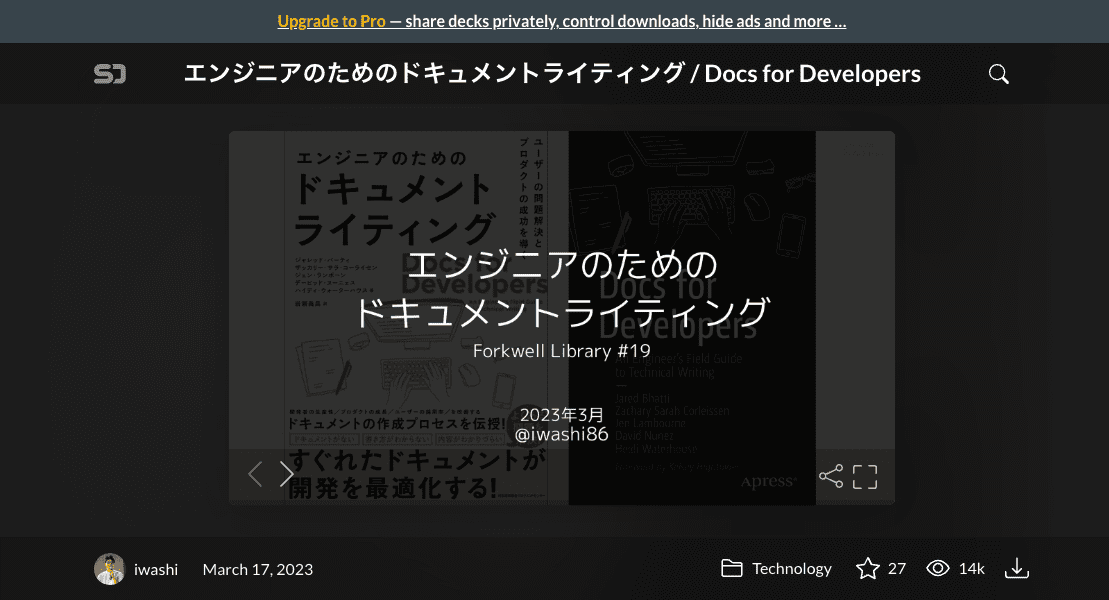 Upgrade to Pro — share decks privately, control downloads, hide ads and more …
エンジニアのためのドキュメントライティング / Docs for Developers
ユーザーの問題解決と
プロダクトの成功を導く
エンジニアのための
ドキュメント
ライティング
Docs for
Developers
エンジニアのための
ドキュメントライティング
Forkwell Library #19
2023年3月
@iwashi86
Docs for
Developers
An Engineer's Field Guide
to Technical Writing
Jared Bhatti
Zachary Sarah Corleissen
Jen Lambourne
David Nunez
Heidi Waterhouse
Apress
ドキュメントの作成プロセスを伝授!
すぐれたドキュメントが
開発を最適化する!
iwashi
March 17, 2023
Technology
27
14k